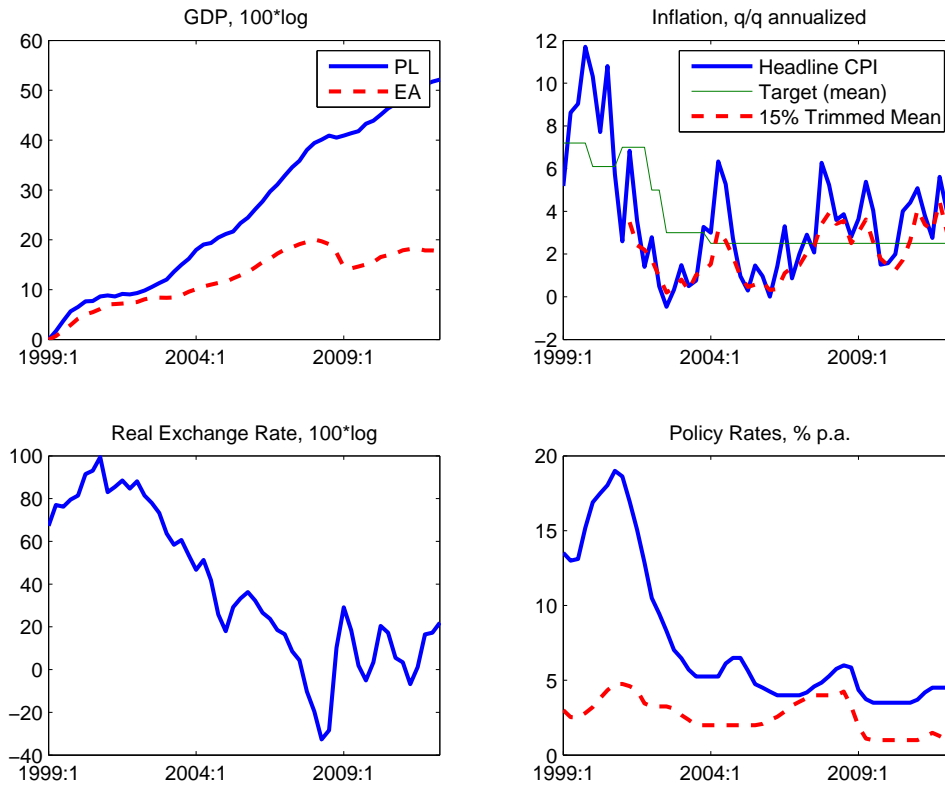 GDP, 100*log
60
50
40
30
20
10
0
1999:1 2004:1 2009:1
PL
EA
Inflation, q/q annualized
12
10
8
6
4
2
0
−2
1999:1 2004:1 2009:1
Headline CPI
Target (mean)
15% Trimmed Mean
Real Exchange Rate, 100*log
100
80
60
40
20
0
−20
−40
1999:1 2004:1 2009:1
Policy Rates, % p.a.
20
15
10
5
0
1999:1 2004:1 2009:1